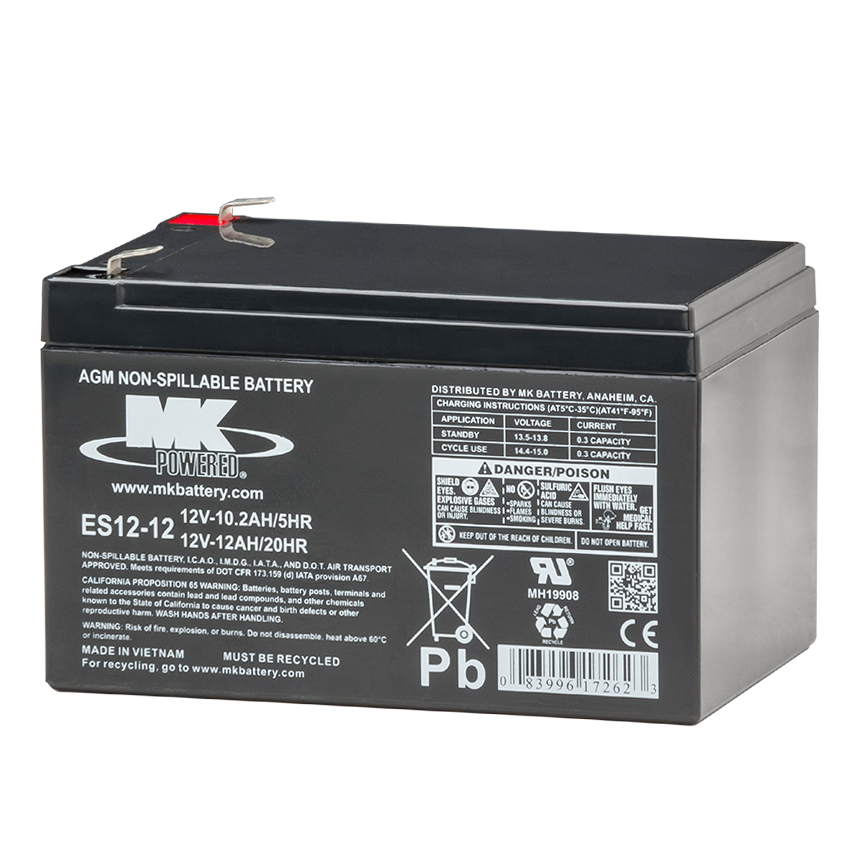 AGM NON-SPILLABLE BATTERY
MK
POWERED®
www.mkbattery.com
ES12-12
12V-10.2AH/5HR
12V-12AH/20HR
NON-SPILLABLE BATTERY, I.C.A.O., I.M.D.G., I.A.T.A., AND D.O.T. AIR TRANSPORT
APPROVED. Meets requirements of DOT CFR 173.159 (d) IATA provision A67.
CALIFORNIA PROPOSITION 65 WARNING: Batteries, battery posts, terminals and
related accessories contain lead and lead compounds, and other chemicals
known to the State of California to cause cancer and birth defects or other
reproductive harm. WASH HANDS AFTER HANDLING.
WARNING: Risk of fire, explosion, or burns. Do not disassemble, heat above 60°C
or incinerate.
MADE IN VIETNAM MUST BE RECYCLED
For recycling, go to www.mkbattery.com
DISTRIBUTED BY MK BATTERY, ANAHEIM, CA.
CHARGING INSTRUCTIONS (AT5°C-35°C)(AT41°F-95°F)
APPLICATION VOLTAGE CURRENT
STANDBY 13.5-13.8 0.3 CAPACITY
CYCLE USE 14.4-15.0 0.3 CAPACITY
DANGER/POISON
SHIELD
EYES.
EXPLOSIVE GASES
CAN CAUSE BLINDNESS
OR INJURY.
NO
•SPARKS
•FLAMES
•SMOKING
SULFURIC
ACID
CAN CAUSE
BLINDNESS OR
SEVERE BURNS.
FLUSH EYES
IMMEDIATELY
WITH WATER.
GET
MEDICAL
HELP FAST.
KEEP OUT OF THE REACH OF CHILDREN. DO NOT OPEN BATTERY.
MH19908
LEAD
RECYCLE
Pb
CE
0 83996 17262 3